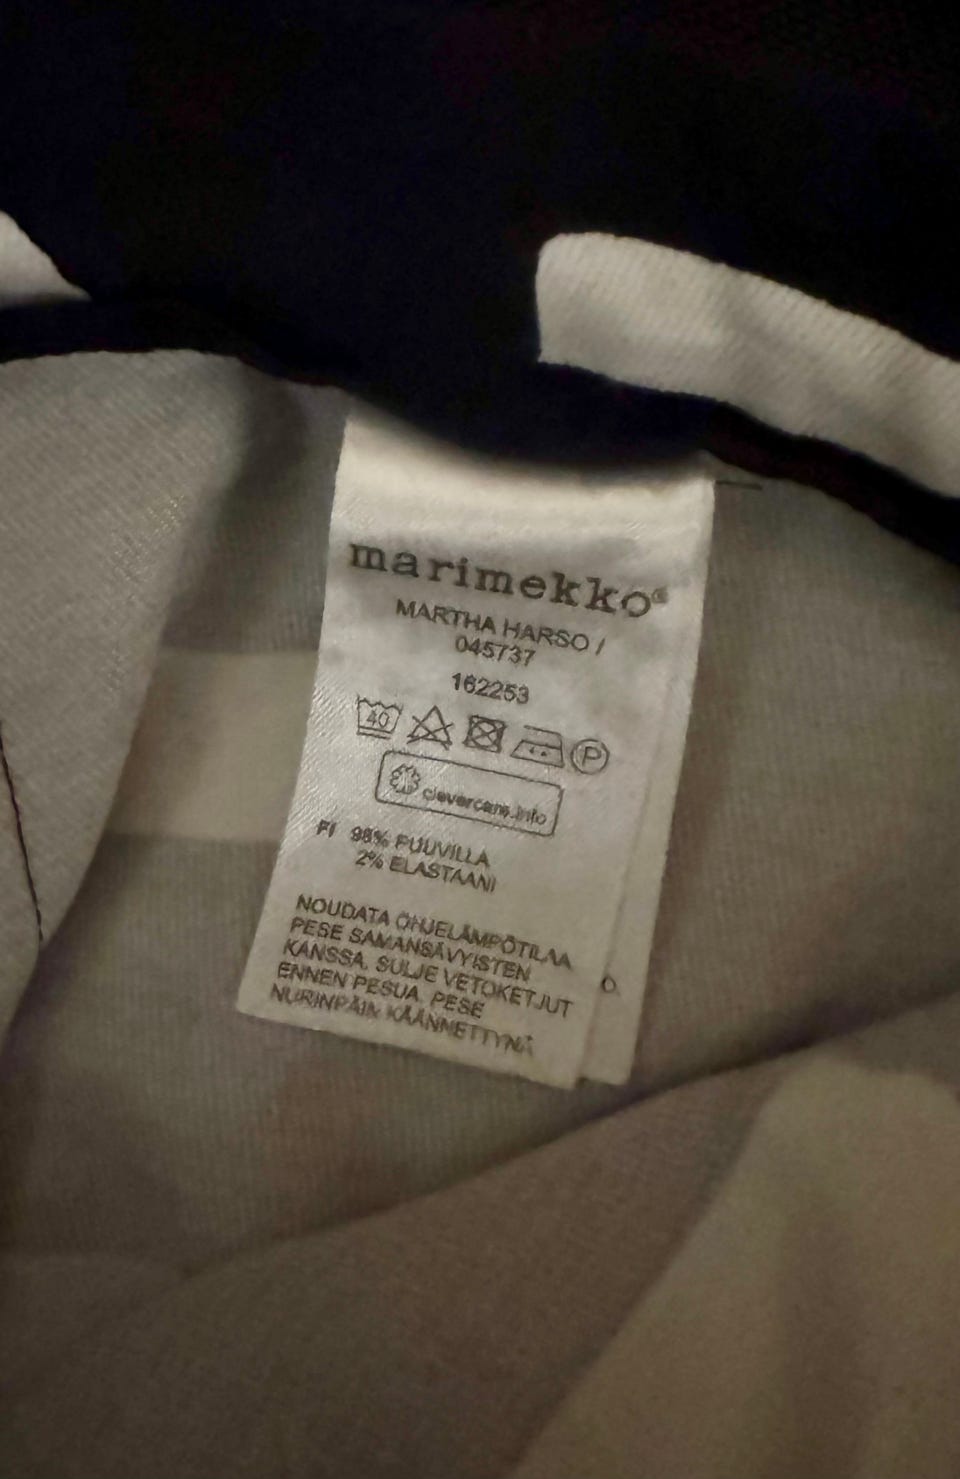 marimekko®
MARTHA HARSO /
045737
162253
40 P
clevercare.info
FI 98% PUUVILLA
2% ELASTAANI
NOUDATA OHJELÄMPÖTILAA
PESE SAMANSÄVYISTEN
KANSSA, SULJE VETOKETJUT
ENNEN PESUA, PESE
NURINPÄIN KÄÄNNETTYNÄ